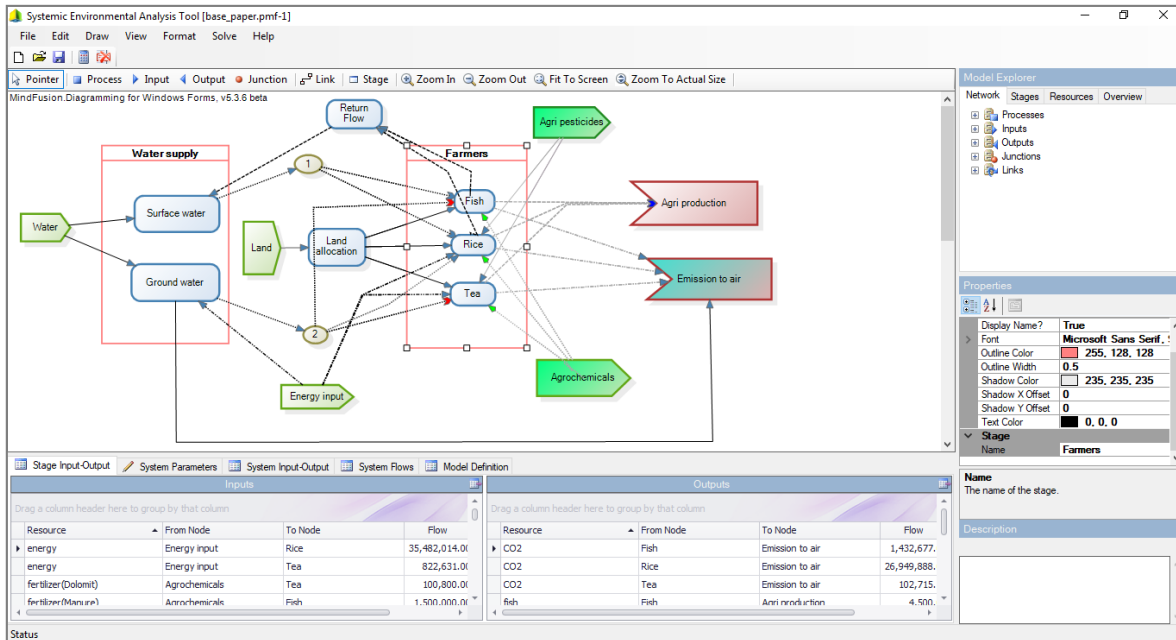 Systemic Environmental Analysis Tool [base_paper.pmf-1]
File Edit Draw View Format Solve Help
Pointer Process Input Output Junction Link Stage Zoom In Zoom Out Fit To Screen Zoom To Actual Size
MindFusion.Diagramming for Windows Forms, v5.3.6 beta
Return
Flow
Agri pesticides
Water supply
Farmers
1
Fish
Agri production
Surface water
Water
Land
Land
allocation
Rice
Ground water
Emission to air
Tea
2
Energy input
Agrochemicals
Model Explorer
Network Stages Resources Overview
Processes
Inputs
Outputs
Junctions
Links
Properties
Display Name? True
Font Microsoft Sans Serif,
Outline Color 255, 128, 128
Outline Width 0.5
Shadow Color 235, 235, 235
Shadow X Offset 0
Shadow Y Offset 0
Text Color 0, 0, 0
Stage
Name Farmers
Name
The name of the stage.
Description
Stage Input-Output System Parameters System Input-Output System Flows Model Definition
Inputs
Drag a column header here to group by that column
Resource From Node To Node Flow
energy Energy input Rice 35,482,014.00
energy Energy input Tea 822,631.00
fertilizer(Dolomit) Agrochemicals Tea 100,800.00
fertilizer(Manure) Agrochemicals Fish 1,500,000.00
Outputs
Drag a column header here to group by that column
Resource From Node To Node Flow
CO2 Fish Emission to air 1,432,677.
CO2 Rice Emission to air 26,949,888.
CO2 Tea Emission to air 102,715.
fish Fish Agri production 4,500.
Status